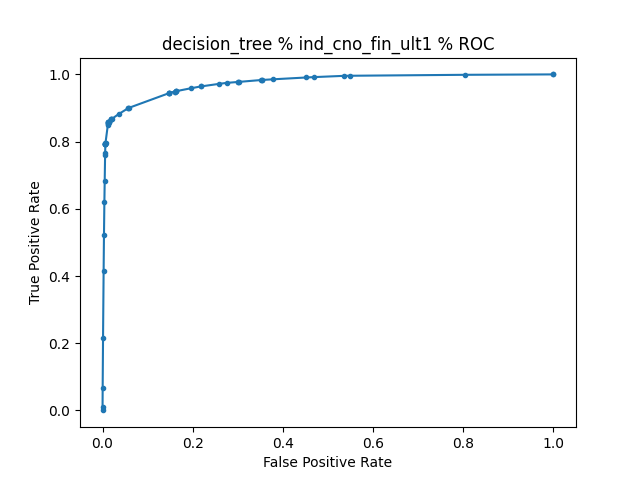 decision_tree % ind_cno_fin_ult1 % ROC
True Positive Rate
1.0
0.8
0.6
0.4
0.2
0.0
0.0 0.2 0.4 0.6 0.8 1.0
False Positive Rate